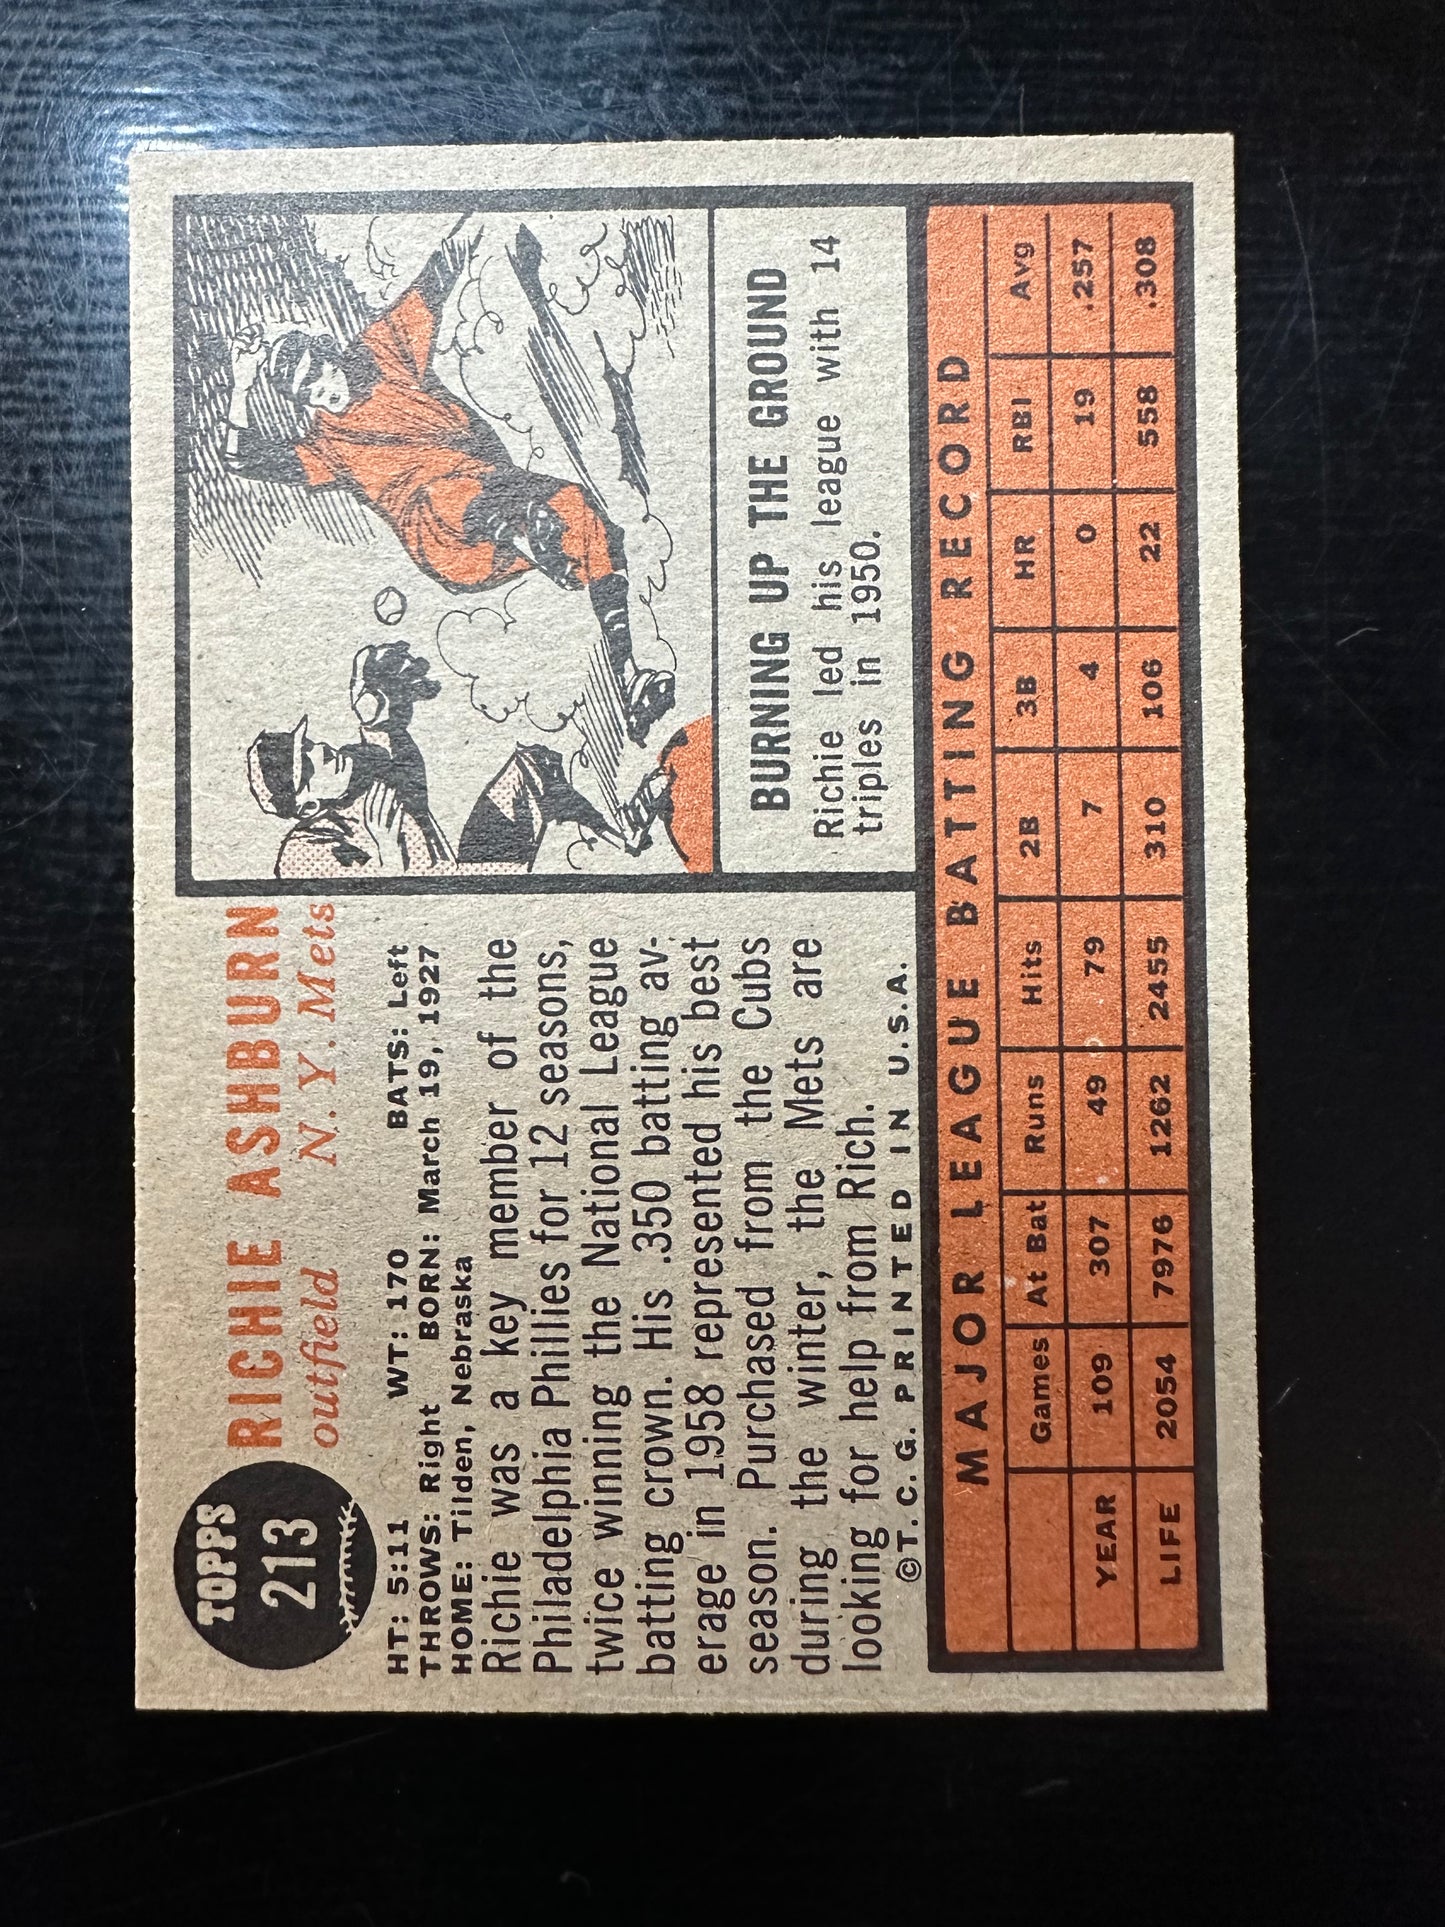 TOPPS
213
RICHIE ASHBURN
outfield N. Y. Mets
HT: 5:11 WT: 170 BATS: Left
THROWS: Right BORN: March 19, 1927
HOME: Tilden, Nebraska
Richie was a key member of the
Philadelphia Phillies for 12 seasons,
twice winning the National League
batting crown. His .350 batting av-
erage in 1958 represented his best
season. Purchased from the Cubs
during the winter, the Mets are
looking for help from Rich.
©T.C.G. PRINTED IN U.S.A.
BURNING UP THE GROUND
Richie led his league with 14
triples in 1950.
MAJOR LEAGUE BATTING RECORD
Games At Bat Runs Hits 2B 3B HR RBI Avg
YEAR 109 307 49 79 7 4 0 19 .257
LIFE 2054 7976 1262 2455 310 106 22 558 .308